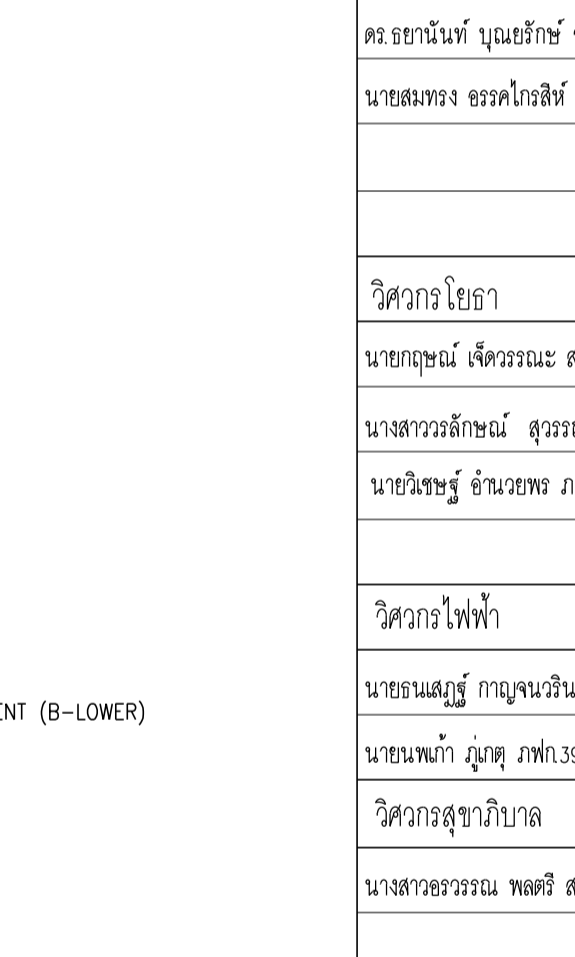 ดร.ธยานันท์ บุณยรักษ์
นายสมทรง อรรคไกรสีห์
วิศวกรโยธา
นายกฤษณ์ เจ็ดวรรณะ ส
นางสาววรลักษณ์ สุวรรณ
นายวิเชษฐ์ อำนวยพร ภ
วิศวกรไฟฟ้า
นายธนเสฏฐ์ กาญจนวริน
ENT (B-LOWER)
นายนพเก้า ภู่เกตุ ภฟก.39
วิศวกรสุขาภิบาล
นางสาวอรวรรณ พลตรี ส